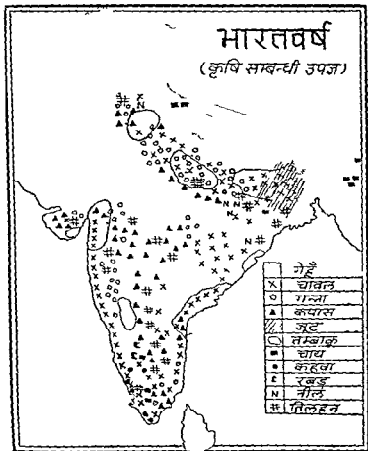 भारतवर्ष
(कृषि सम्बन्धी उपज)
गेहूँ
x चावल
o गन्ना
▲ कपास
जूट
तम्बाकू
चाय
कहवा
रबड़
N नील
# तिलहन